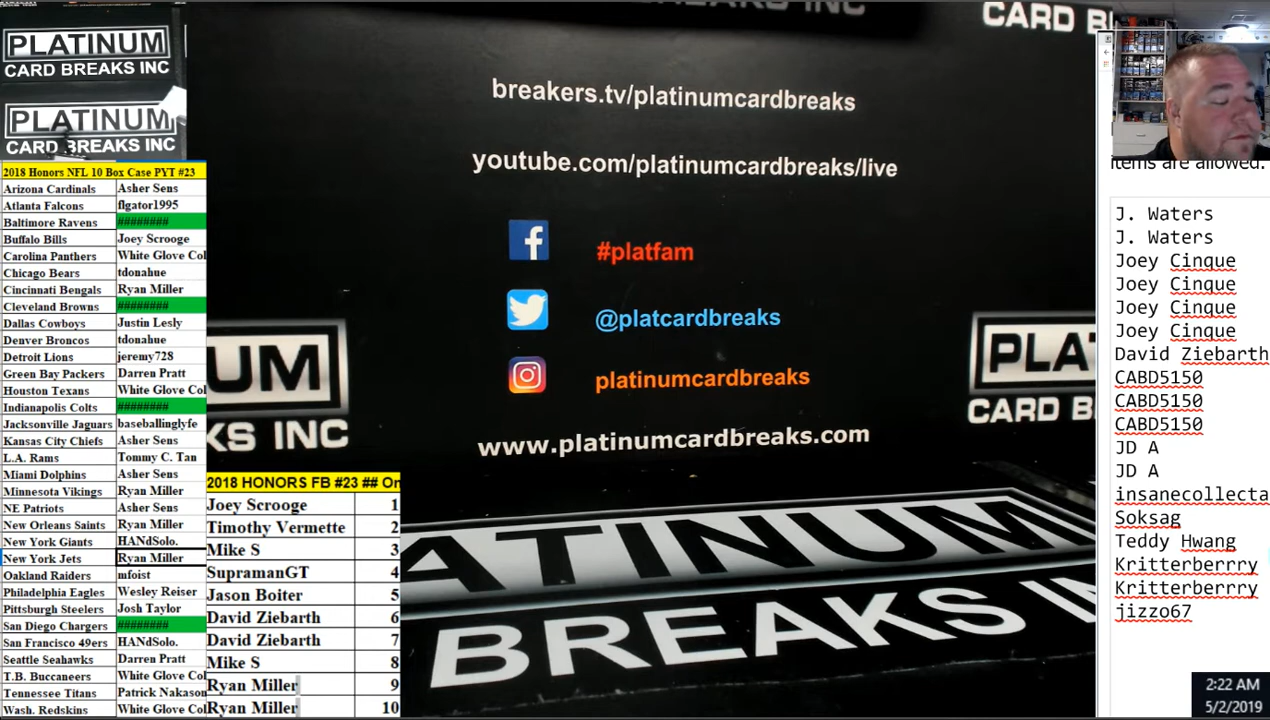 PLATINUM
CARD BREAKS INC
PLATINUM
CARD BREAKS INC
2018 Honors NFL 10 Box Case PYT #23
Arizona Cardinals Asher Sens
Atlanta Falcons flgator1995
Baltimore Ravens ########
Buffalo Bills Joey Scrooge
Carolina Panthers White Glove Col
Chicago Bears tdonahue
Cincinnati Bengals Ryan Miller
Cleveland Browns ########
Dallas Cowboys Justin Lesly
Denver Broncos tdonahue
Detroit Lions jeremy728
Green Bay Packers Darren Pratt
Houston Texans White Glove Col
Indianapolis Colts ########
Jacksonville Jaguars baseballinglyfe
Kansas City Chiefs Asher Sens
L.A. Rams Tommy C. Tan
Miami Dolphins Asher Sens
Minnesota Vikings Ryan Miller
NE Patriots Asher Sens
New Orleans Saints Ryan Miller
New York Giants HANdSolo.
New York Jets Ryan Miller
Oakland Raiders mfoist
Philadelphia Eagles Wesley Reiser
Pittsburgh Steelers Josh Taylor
San Diego Chargers ########
San Francisco 49ers HANdSolo.
Seattle Seahawks Darren Pratt
T.B. Buccaneers White Glove Col
Tennessee Titans Patrick Nakason
Wash. Redskins White Glove Col
2018 HONORS FB #23 ## On
Joey Scrooge 1
Timothy Vermette 2
Mike S 3
SupramanGT 4
Jason Boiter 5
David Ziebarth 6
David Ziebarth 7
Mike S 8
Ryan Miller 9
Ryan Miller 10
BREAKS INC
CARD B
breakers.tv/platinumcardbreaks
youtube.com/platinumcardbreaks/live
#platfam
@platcardbreaks
platinumcardbreaks
www.platinumcardbreaks.com
UM
KS INC
PLAT
CARD B
ATINUM
BREAKS IN
items are allowed.
J. Waters
J. Waters
Joey Cinque
Joey Cinque
Joey Cinque
Joey Cinque
David Ziebarth
CABD5150
CABD5150
CABD5150
JD A
JD A
insanecollecta
Soksag
Teddy Hwang
Kritterberrry
Kritterberrry
jizzo67
2:22 AM
5/2/2019